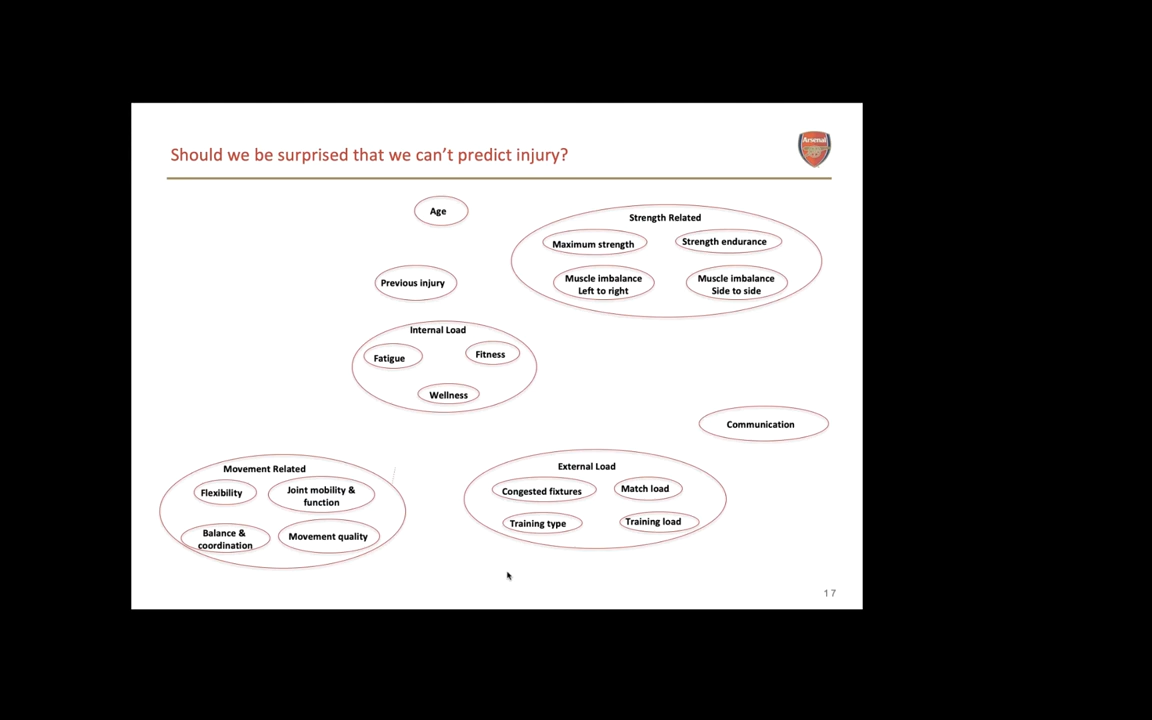 Should we be surprised that we can't predict injury?
Arsenal
Age
Strength Related
Maximum strength
Strength endurance
Previous injury
Muscle imbalance
Left to right
Muscle imbalance
Side to side
Internal Load
Fatigue
Fitness
Wellness
Communication
Movement Related
Flexibility
Joint mobility &
function
Balance &
coordination
Movement quality
External Load
Congested fixtures
Match load
Training type
Training load
17